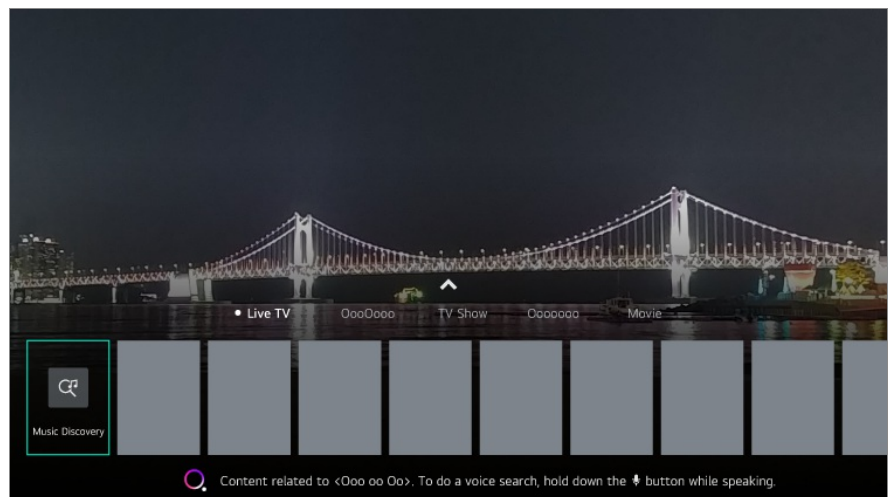 Live TV
OooOooo
TV Show
Ooooooo
Movie
Music Discovery
Content related to <Ooo oo Oo>. To do a voice search, hold down the button while speaking.